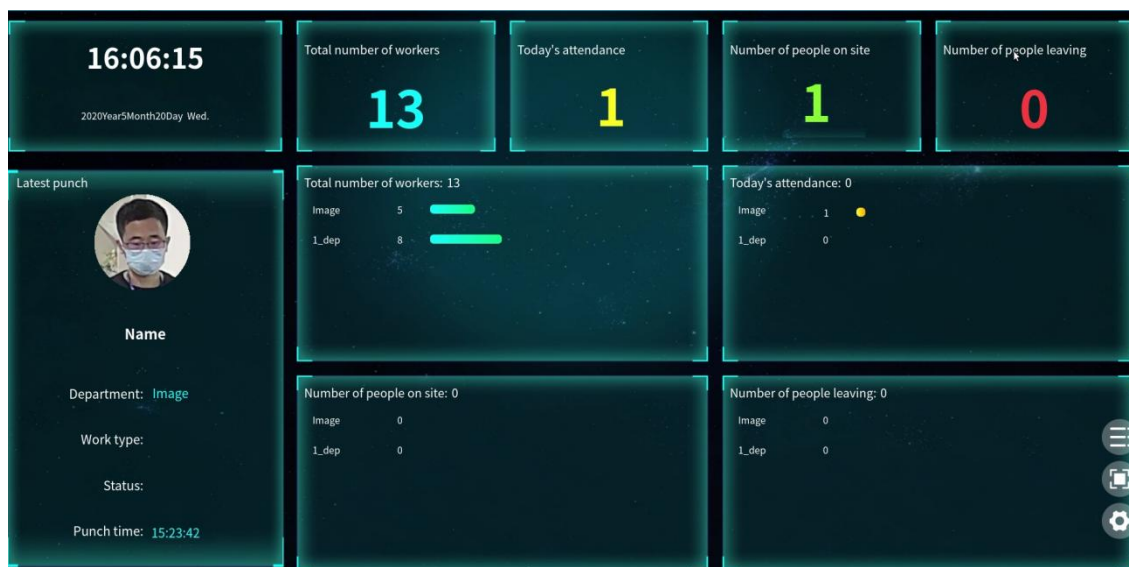 16:06:15
2020Year5Month20Day Wed.
Total number of workers
13
Today's attendance
1
Number of people on site
1
Number of people leaving
0
Latest punch
Name
Department: Image
Work type:
Status:
Punch time: 15:23:42
Total number of workers: 13
Image 5
1_dep 8
Today's attendance: 0
Image 1
1_dep 0
Number of people on site: 0
Image 0
1_dep 0
Number of people leaving: 0
Image 0
1_dep 0